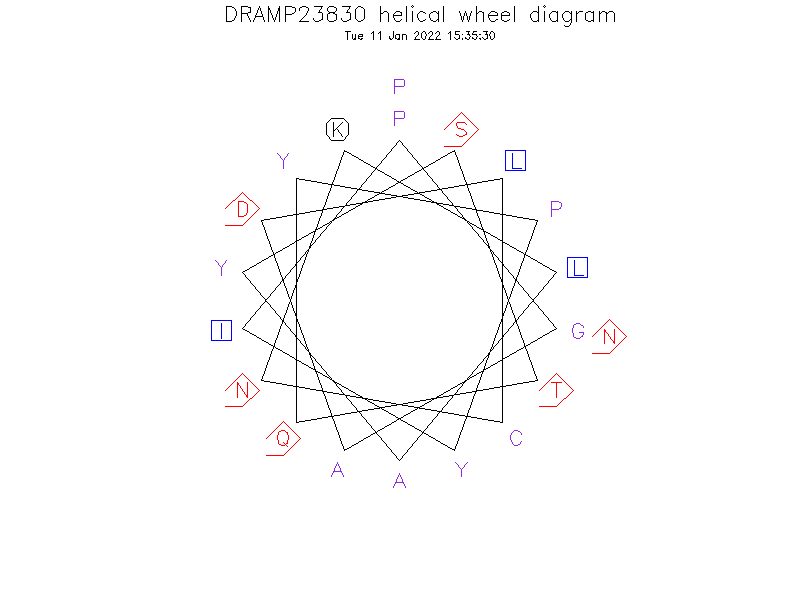 DRAMP23830 helical wheel diagram
Tue 11 Jan 2022 15:35:30
P
P
K
S
Y
L
D
P
Y
L
I
G N
N
T
Q
C
A
Y
A